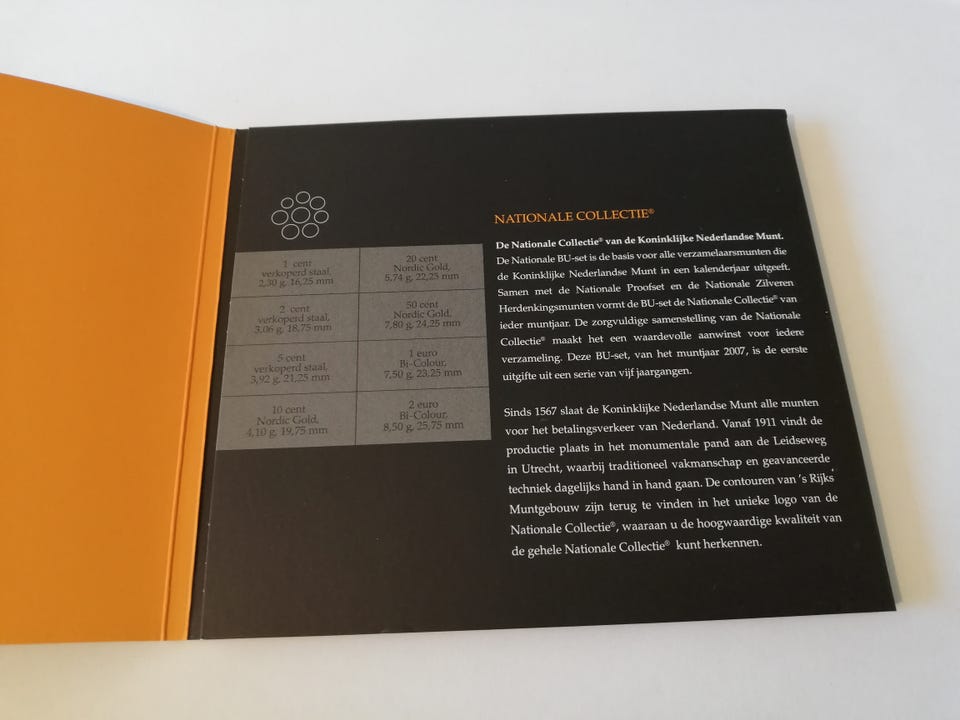 1 cent
verkoperd staal,
2,30 g, 16,25 mm
20 cent
Nordic Gold,
5,74 g, 22,25 mm
2 cent
verkoperd staal,
3,06 g, 18,75 mm
50 cent
Nordic Gold,
7,80 g, 24,25 mm
5 cent
verkoperd staal,
3,92 g, 21,25 mm
1 euro
Bi-Colour,
7,50 g, 23,25 mm
10 cent
Nordic Gold,
4,10 g, 19,75 mm
2 euro
Bi-Colour,
8,50 g, 25,75 mm
NATIONALE COLLECTIE®
De Nationale Collectie® van de Koninklijke Nederlandse Munt.
De Nationale BU-set is de basis voor alle verzamelaarsmunten die
de Koninklijke Nederlandse Munt in een kalenderjaar uitgeeft.
Samen met de Nationale Proofset en de Nationale Zilveren
Herdenkingsmunten vormt de BU-set de Nationale Collectie® van
ieder muntjaar. De zorgvuldige samenstelling van de Nationale
Collectie® maakt het een waardevolle aanwinst voor iedere
verzameling. Deze BU-set, van het muntjaar 2007, is de eerste
uitgifte uit een serie van vijf jaargangen.
Sinds 1567 slaat de Koninklijke Nederlandse Munt alle munten
voor het betalingsverkeer van Nederland. Vanaf 1911 vindt de
productie plaats in het monumentale pand aan de Leidseweg
in Utrecht, waarbij traditioneel vakmanschap en geavanceerde
techniek dagelijks hand in hand gaan. De contouren van 's Rijks
Muntgebouw zijn terug te vinden in het unieke logo van de
Nationale Collectie®, waaraan u de hoogwaardige kwaliteit van
de gehele Nationale Collectie® kunt herkennen.